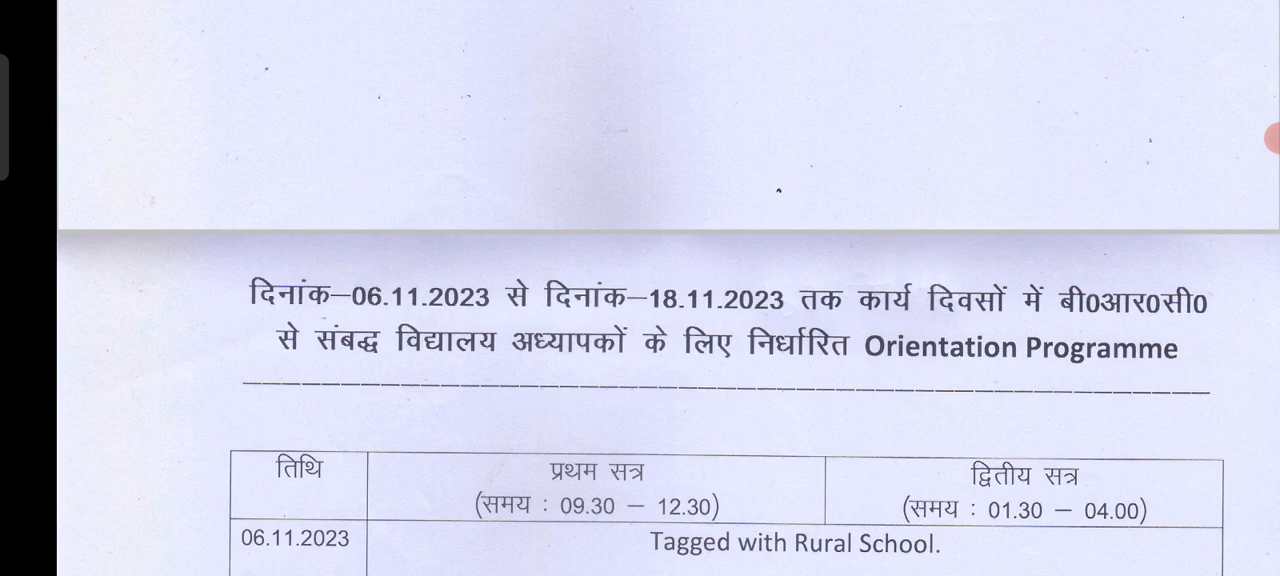 दिनांक–06.11.2023 से दिनांक–18.11.2023 तक कार्य दिवसों में बी0आर0सी0
से संबद्ध विद्यालय अध्यापकों के लिए निर्धारित Orientation Programme
तिथि
प्रथम सत्र
(समय : 09.30 – 12.30)
द्वितीय सत्र
(समय : 01.30 – 04.00)
06.11.2023
Tagged with Rural School.